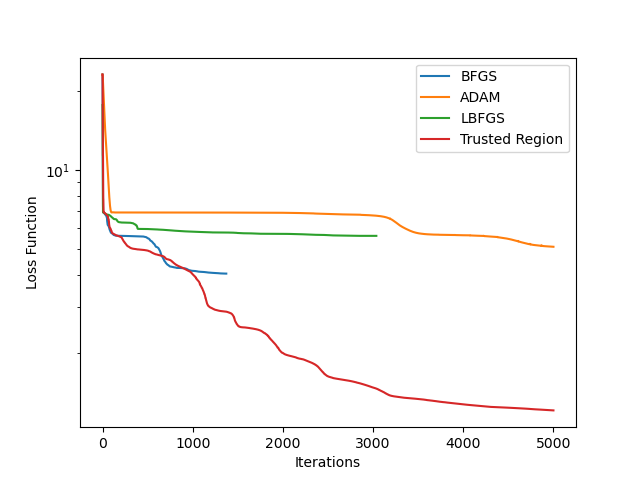 BFGS
ADAM
LBFGS
Trusted Region
10^1
Loss Function
0 1000 2000 3000 4000 5000
Iterations